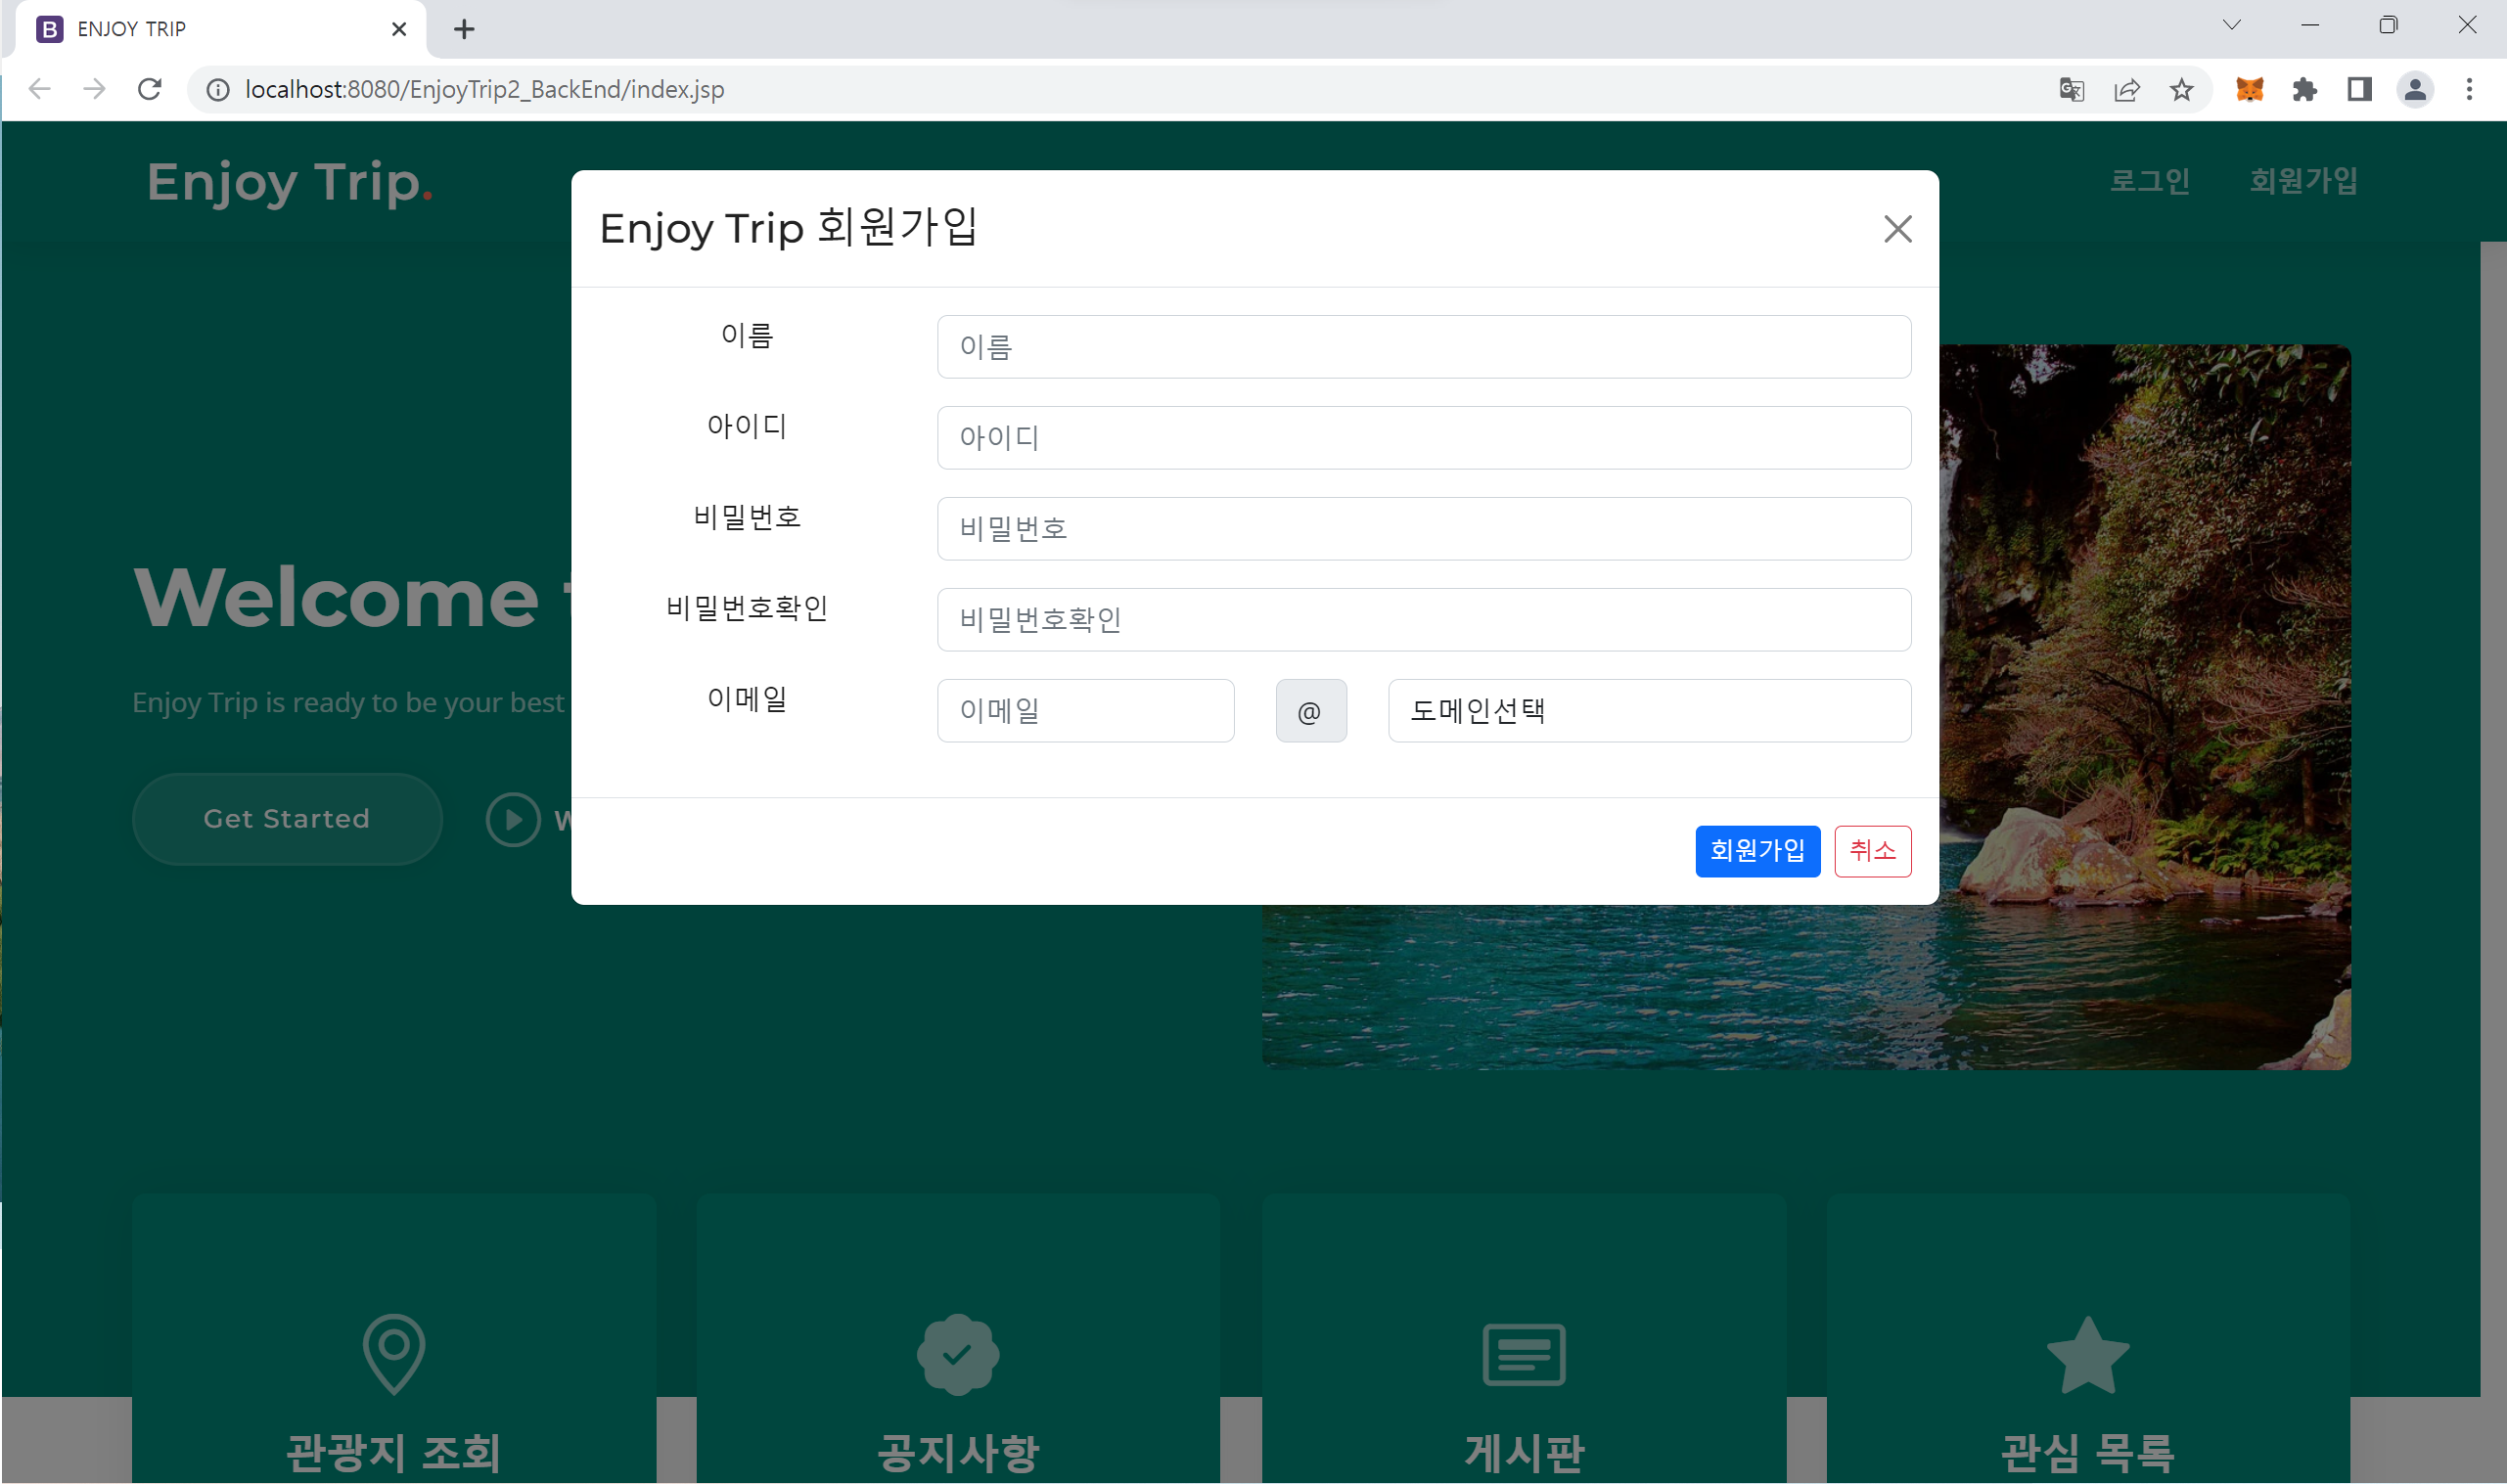 ENJOY TRIP
localhost:8080/EnjoyTrip2_BackEnd/index.jsp
Enjoy Trip.
로그인
회원가입
Enjoy Trip 회원가입
이름
이름
아이디
아이디
비밀번호
비밀번호
비밀번호확인
비밀번호확인
이메일
이메일
@
도메인선택
회원가입
취소
Welcome
Enjoy Trip is ready to be your best
Get Started
관광지 조회
공지사항
게시판
관심 목록